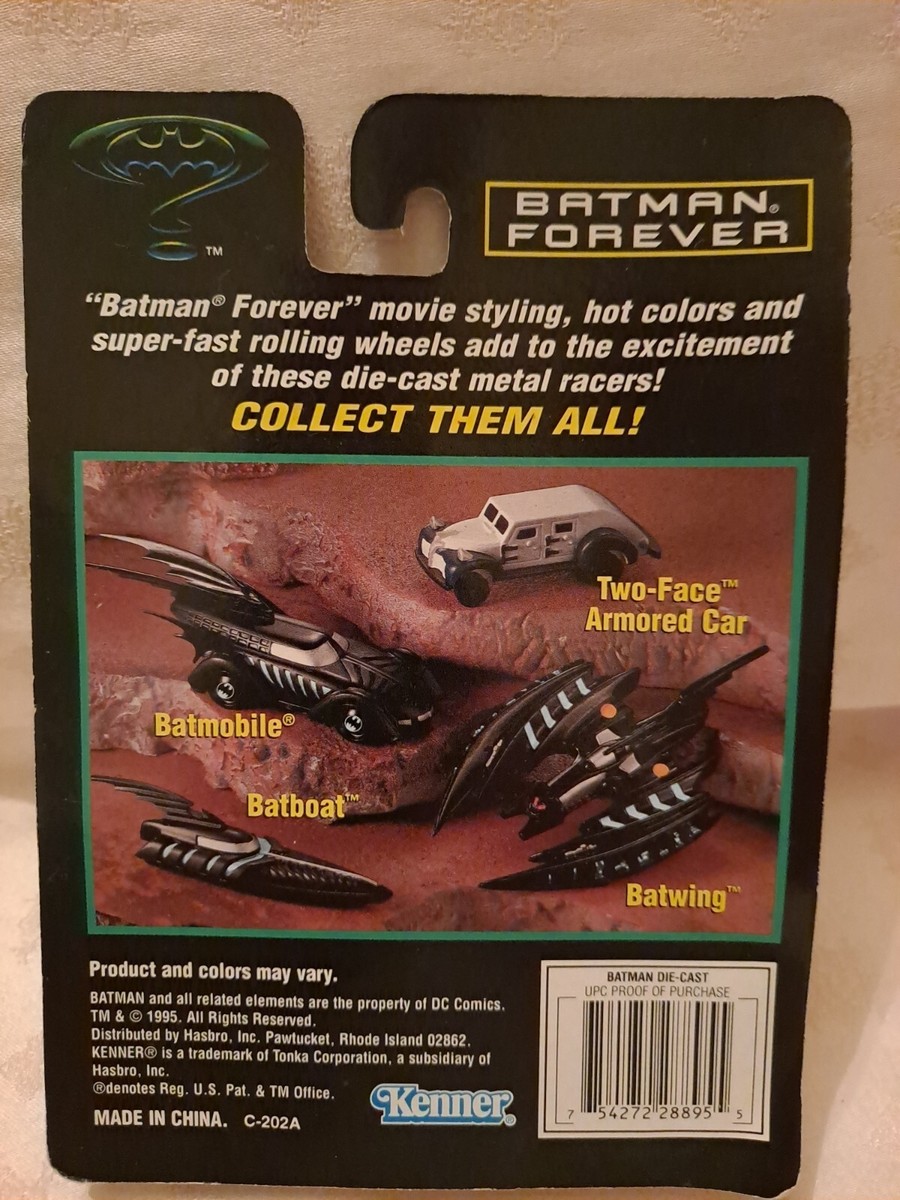 TM
BATMAN®
FOREVER
“Batman® Forever” movie styling, hot colors and
super-fast rolling wheels add to the excitement
of these die-cast metal racers!
COLLECT THEM ALL!
Two-Face™
Armored Car
Batmobile®
Batboat™
Batwing™
Product and colors may vary.
BATMAN and all related elements are the property of DC Comics.
TM & © 1995. All Rights Reserved.
Distributed by Hasbro, Inc. Pawtucket, Rhode Island 02862.
KENNER® is a trademark of Tonka Corporation, a subsidiary of
Hasbro, Inc.
®denotes Reg. U.S. Pat. & TM Office.
MADE IN CHINA. C-202A
Kenner®
BATMAN DIE-CAST
UPC PROOF OF PURCHASE
7 54272 28895 5